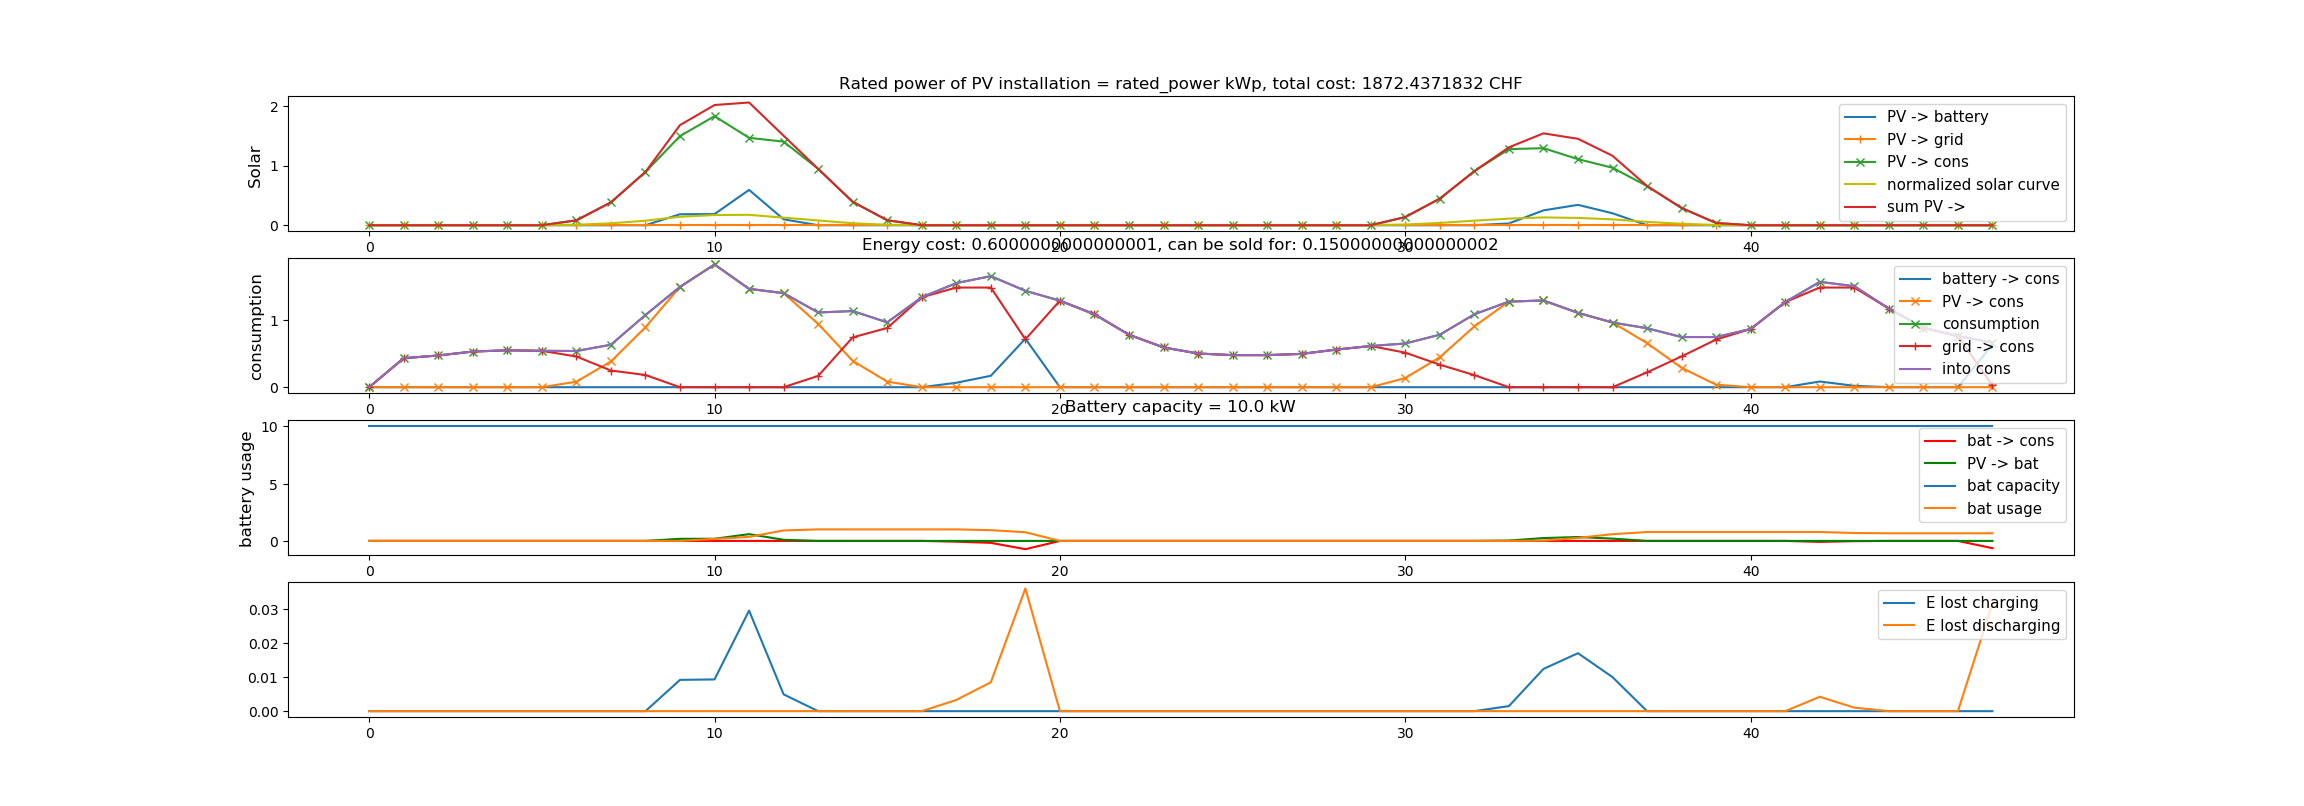 Rated power of PV installation = rated_power kWp, total cost: 1872.4371832 CHF
Solar
2
1
0
PV -> battery
PV -> grid
PV -> cons
normalized solar curve
sum PV ->
0 10 20 30 40
Energy cost: 0.6000000000000001, can be sold for: 0.15000000000000002
consumption
1
0
battery -> cons
PV -> cons
consumption
grid -> cons
into cons
0 10 20 30 40
Battery capacity = 10.0 kW
battery usage
10
5
0
bat -> cons
PV -> bat
bat capacity
bat usage
0 10 20 30 40
0.03
0.02
0.01
0.00
E lost charging
E lost discharging
0 10 20 30 40